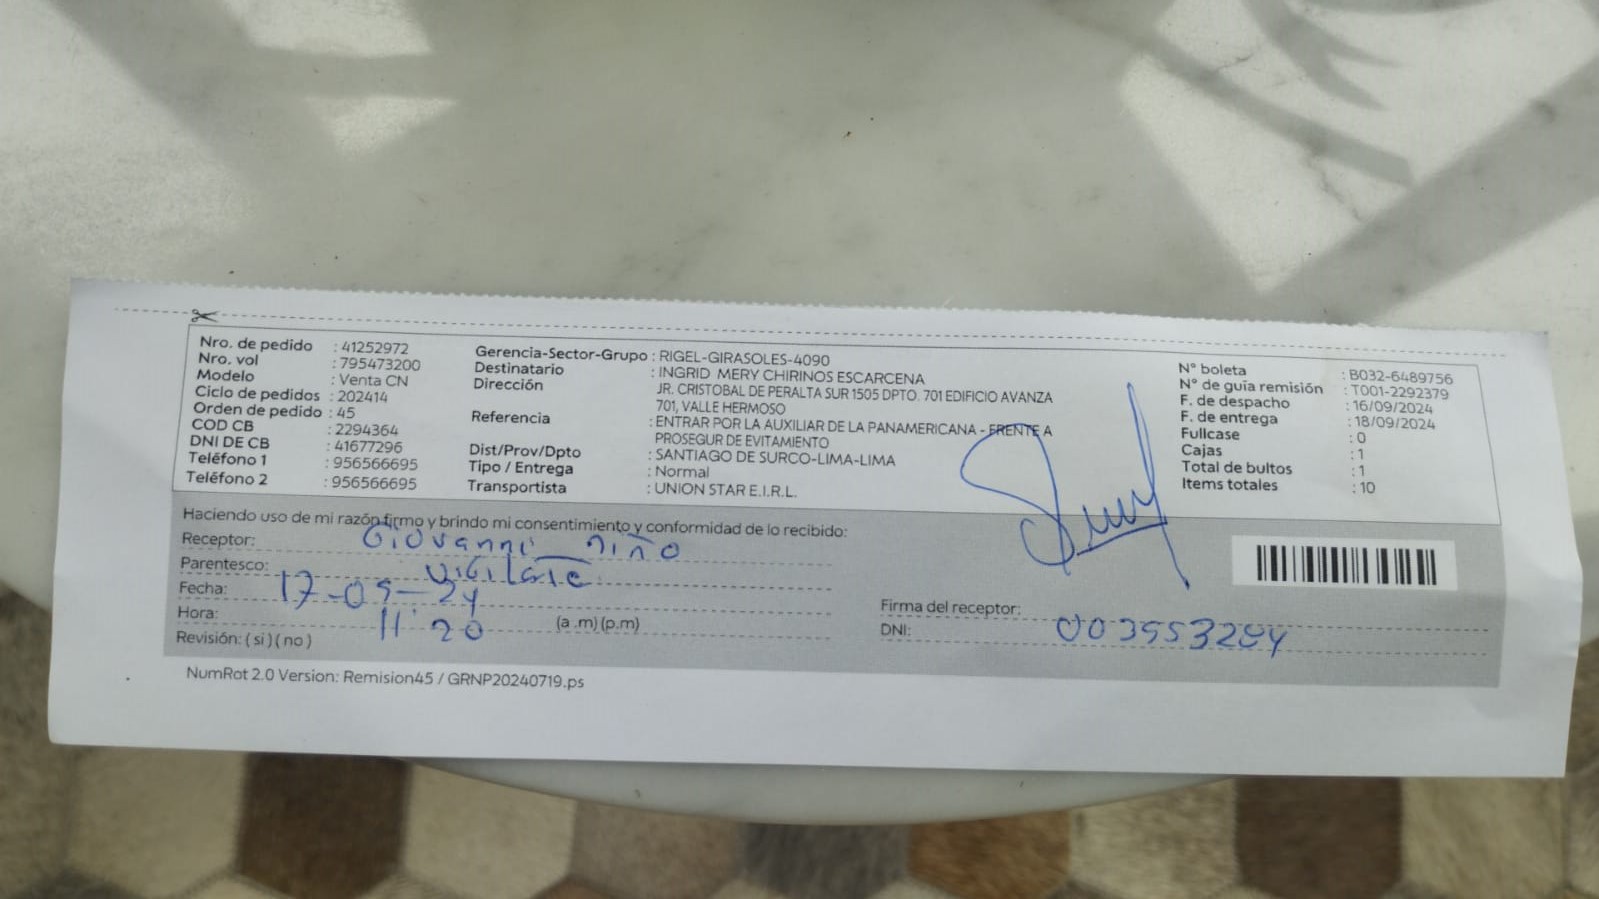 Nro. de pedido : 41252972
Nro. vol : 795473200
Modelo : Venta CN
Ciclo de pedidos : 202414
Orden de pedido : 45
COD CB : 2294364
DNI DE CB : 41677296
Teléfono 1 : 956566695
Teléfono 2 : 956566695
Gerencia-Sector-Grupo : RIGEL-GIRASOLES-4090
Destinatario : INGRID MERY CHIRINOS ESCARCENA
Dirección JR. CRISTOBAL DE PERALTA SUR 1505 DPTO. 701 EDIFICIO AVANZA
701, VALLE HERMOSO
Referencia : ENTRAR POR LA AUXILIAR DE LA PANAMERICANA - FRENTE A
PROSEGUR DE EVITAMIENTO
Dist/Prov/Dpto : SANTIAGO DE SURCO-LIMA-LIMA
Tipo / Entrega : Normal
Transportista : UNION STAR E.I.R.L.
N° boleta : B032-6489756
N° de guía remisión : T001-2292379
F. de despacho : 16/09/2024
F. de entrega : 18/09/2024
Fullcase : 0
Cajas : 1
Total de bultos : 1
Items totales : 10
Haciendo uso de mi razón firmo y brindo mi consentimiento y conformidad de lo recibido:
Receptor: Giovanni niño
Parentesco:
Fecha: 17-09-24
Hora: 11:20 (a .m) (p.m)
Revisión: ( si ) ( no )
Firma del receptor:
DNI: 003553284
NumRot 2.0 Version: Remision45 / GRNP20240719.ps